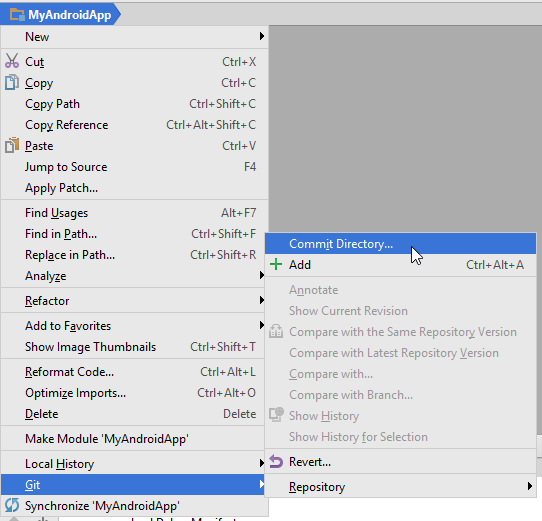 MyAndroidApp
New
Cut Ctrl+X
Copy Ctrl+C
Copy Path Ctrl+Shift+C
Copy Reference Ctrl+Alt+Shift+C
Paste Ctrl+V
Jump to Source F4
Apply Patch...
Find Usages Alt+F7
Find in Path... Ctrl+Shift+F
Replace in Path... Ctrl+Shift+R
Analyze
Refactor
Add to Favorites
Show Image Thumbnails Ctrl+Shift+T
Reformat Code... Ctrl+Alt+L
Optimize Imports... Ctrl+Alt+O
Delete Delete
Make Module 'MyAndroidApp'
Local History
Git
Synchronize 'MyAndroidApp'
Commit Directory...
Add Ctrl+Alt+A
Annotate
Show Current Revision
Compare with the Same Repository Version
Compare with Latest Repository Version
Compare with...
Compare with Branch...
Show History
Show History for Selection
Revert...
Repository